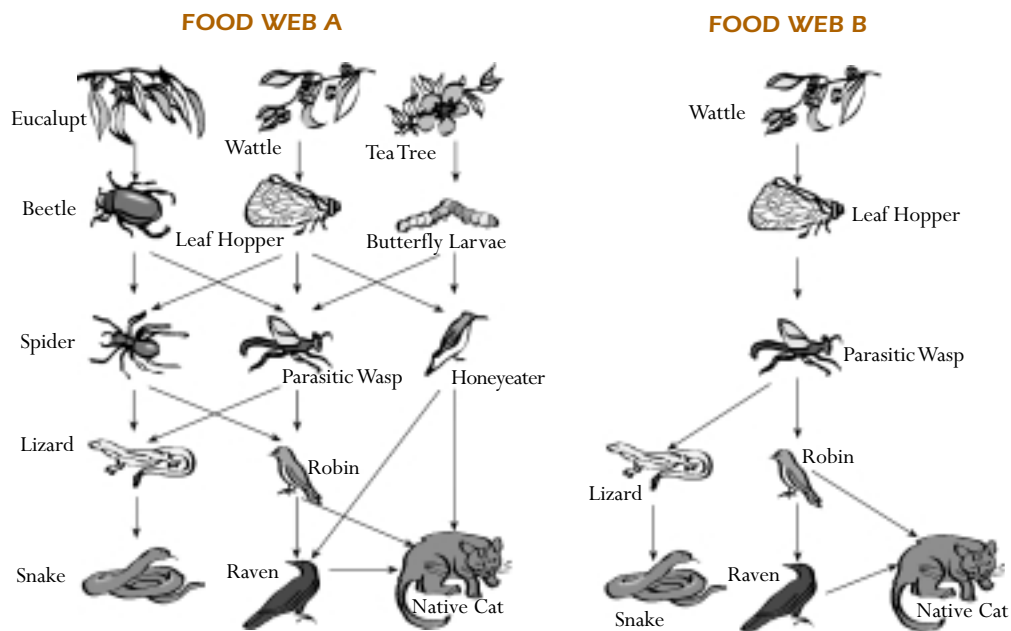 FOOD WEB A
Eucalupt
Wattle
Tea Tree
Beetle
Leaf Hopper
Butterfly Larvae
Spider
Parasitic Wasp
Honeyeater
Lizard
Robin
Snake
Raven
Native Cat
FOOD WEB B
Wattle
Leaf Hopper
Parasitic Wasp
Robin
Lizard
Raven
Snake
Native Cat